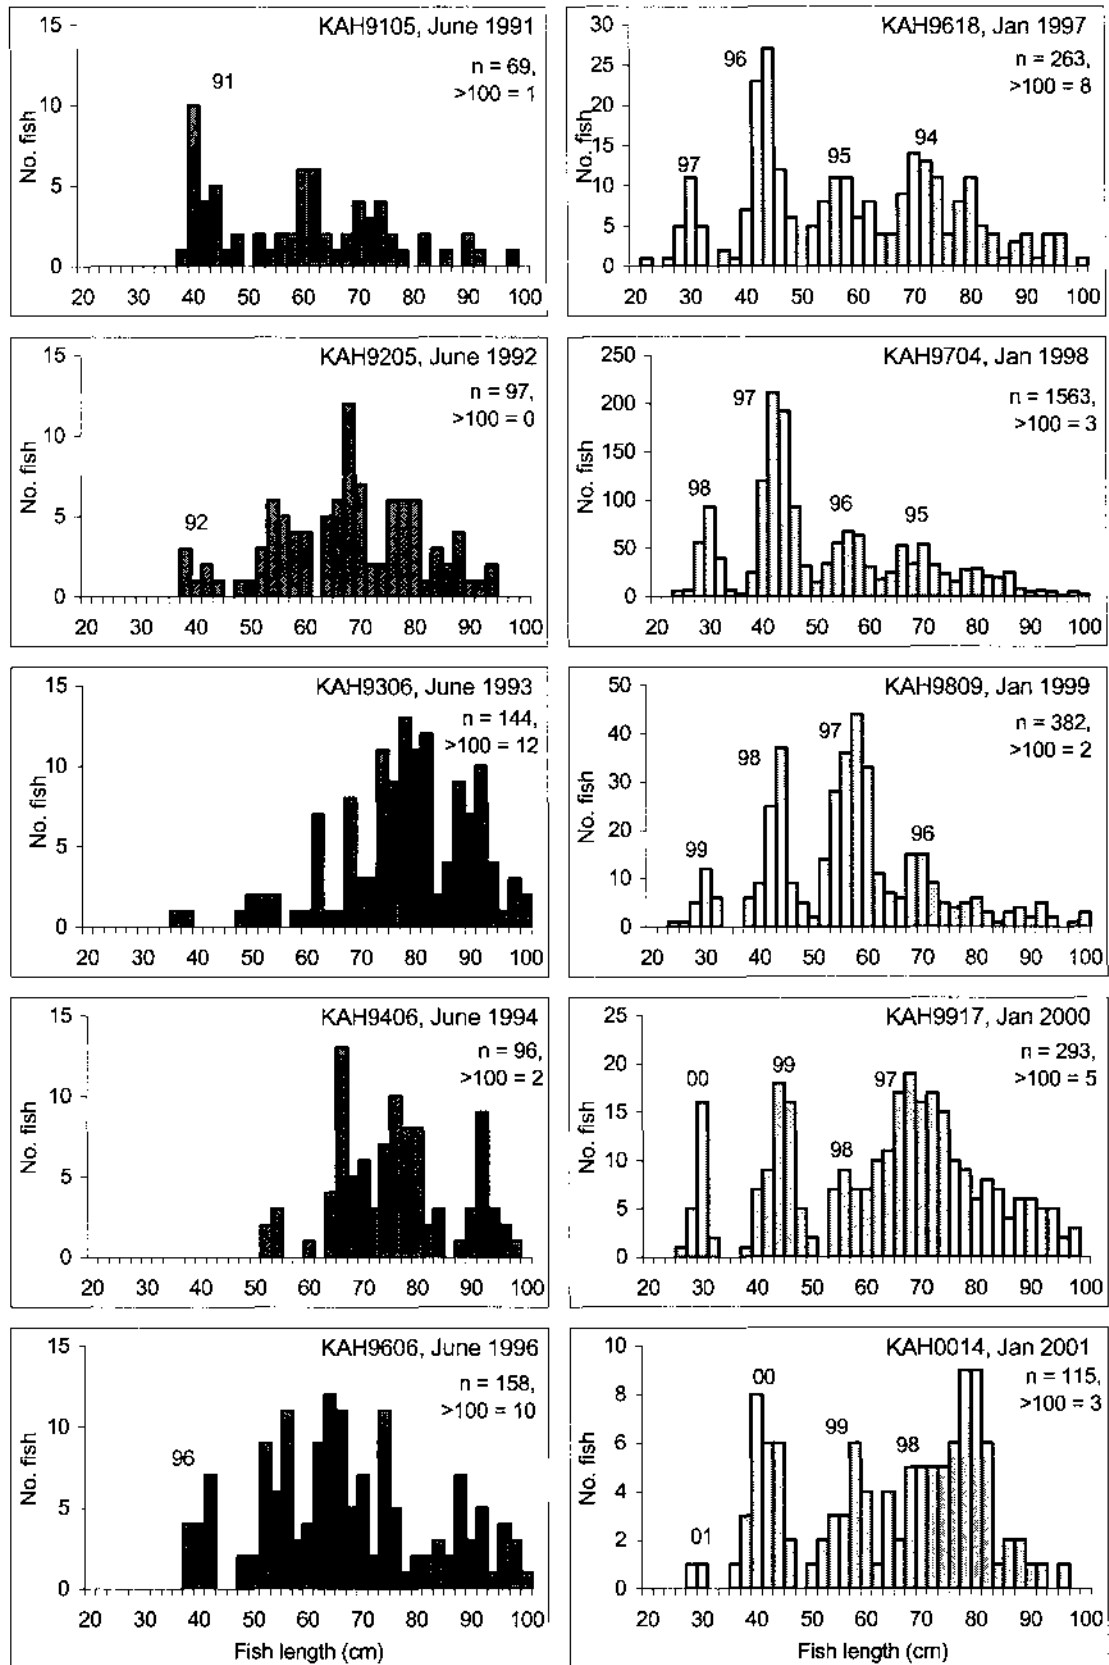 KAH9105, June 1991
n = 69,
>100 = 1
91
No. fish
15
10
5
0
20 30 40 50 60 70 80 90 100
KAH9618, Jan 1997
n = 263,
>100 = 8
97
96
95
94
No. fish
30
25
20
15
10
5
0
20 30 40 50 60 70 80 90 100
KAH9205, June 1992
n = 97,
>100 = 0
92
No. fish
15
10
5
0
20 30 40 50 60 70 80 90 100
KAH9704, Jan 1998
n = 1563,
>100 = 3
98
97
96
95
No. fish
250
200
150
100
50
0
20 30 40 50 60 70 80 90 100
KAH9306, June 1993
n = 144,
>100 = 12
No. fish
15
10
5
0
20 30 40 50 60 70 80 90 100
KAH9809, Jan 1999
n = 382,
>100 = 2
99
98
97
96
No. fish
50
40
30
20
10
0
20 30 40 50 60 70 80 90 100
KAH9406, June 1994
n = 96,
>100 = 2
No. fish
15
10
5
0
20 30 40 50 60 70 80 90 100
KAH9917, Jan 2000
n = 293,
>100 = 5
00
99
98
97
No. fish
25
20
15
10
5
0
20 30 40 50 60 70 80 90 100
KAH9606, June 1996
n = 158,
>100 = 10
96
No. fish
15
10
5
0
20 30 40 50 60 70 80 90 100
Fish length (cm)
KAH0014, Jan 2001
n = 115,
>100 = 3
01
00
99
98
No. fish
10
8
6
4
2
0
20 30 40 50 60 70 80 90 100
Fish length (cm)